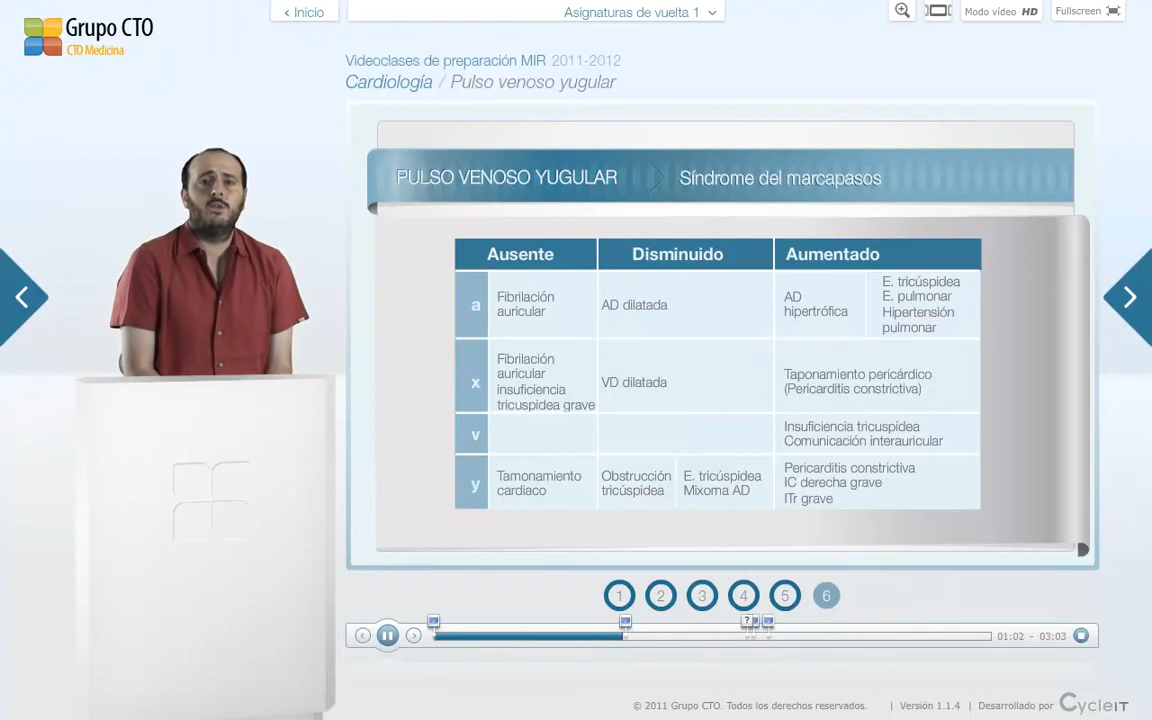 Grupo CTO
CTO Medicina
‹ Inicio
Asignaturas de vuelta 1
Modo vídeo HD
Fullscreen
Videoclases de preparación MIR 2011-2012
Cardiología / Pulso venoso yugular
PULSO VENOSO YUGULAR
Síndrome del marcapasos
Ausente
Disminuido
Aumentado
a
Fibrilación
auricular
AD dilatada
AD
hipertrófica
E. tricúspidea
E. pulmonar
Hipertensión
pulmonar
x
Fibrilación
auricular
insuficiencia
tricuspidea grave
VD dilatada
Taponamiento pericárdico
(Pericarditis constrictiva)
v
Insuficiencia tricuspídea
Comunicación interauricular
y
Tamonamiento
cardiaco
Obstrucción
tricúspidea
E. tricúspidea
Mixoma AD
Pericarditis constrictiva
IC derecha grave
ITr grave
1 2 3 4 5 6
?
01:02 - 03:03
© 2011 Grupo CTO. Todos los derechos reservados. | Versión 1.1.4 | Desarrollado por CycleIT